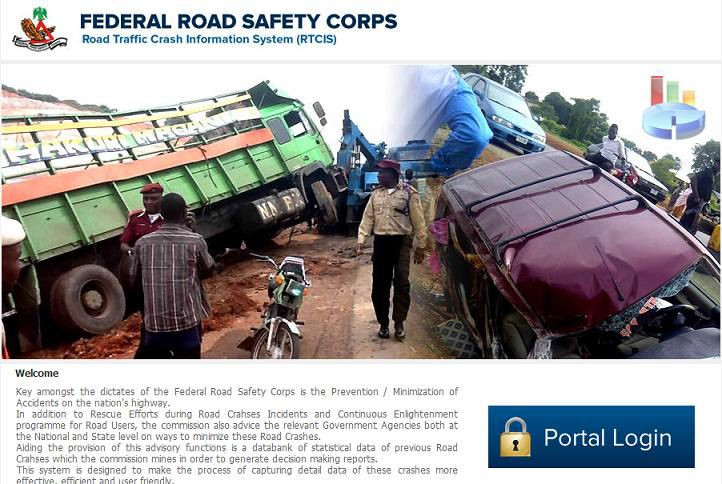 FEDERAL ROAD SAFETY CORPS
Road Traffic Crash Information System (RTCIS)
Welcome
Key amongst the dictates of the Federal Road Safety Corps is the Prevention / Minimization of
Accidents on the nation's highway.
In addition to Rescue Efforts during Road Crahses Incidents and Continuous Enlightenment
programme for Road Users, the commission also advice the relevant Government Agencies both at
the National and State level on ways to minimize these Road Crashes.
Aiding the provision of this advisory functions is a databank of statistical data of previous Road
Crahses which the commission mines in order to generate decision making reports.
This system is designed to make the process of capturing detail data of these crashes more
effective, efficient and user friendly.
Portal Login